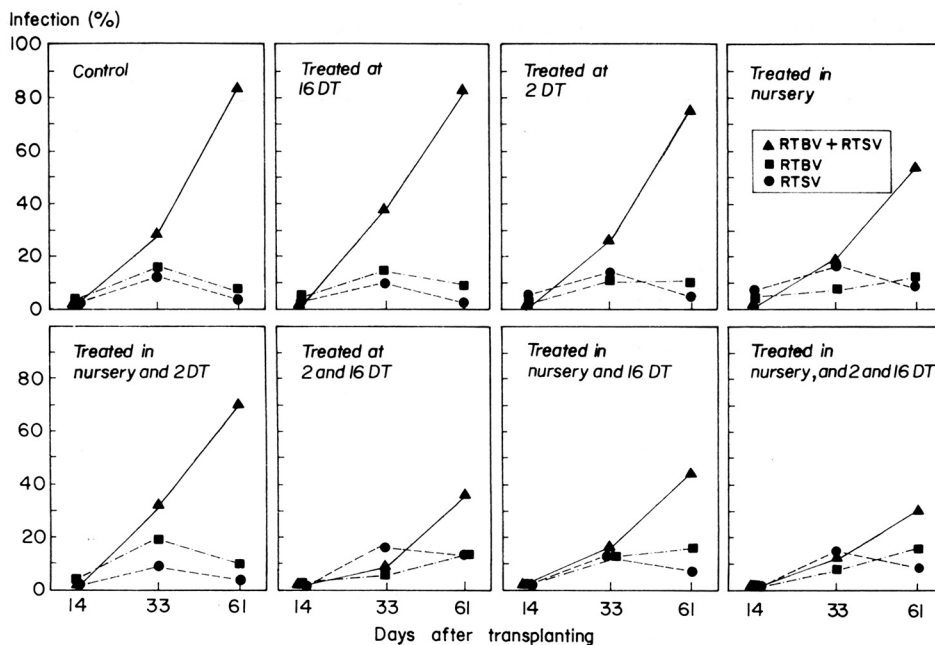 Infection (%)
100
80
60
40
20
0
Control
Treated at
16 DT
Treated at
2 DT
Treated in
nursery
RTBV + RTSV
RTBV
RTSV
80
60
40
20
0
Treated in
nursery and 2 DT
Treated at
2 and 16 DT
Treated in
nursery and 16 DT
Treated in
nursery, and 2 and 16 DT
14 33 61 14 33 61 14 33 61 14 33 61
Days after transplanting